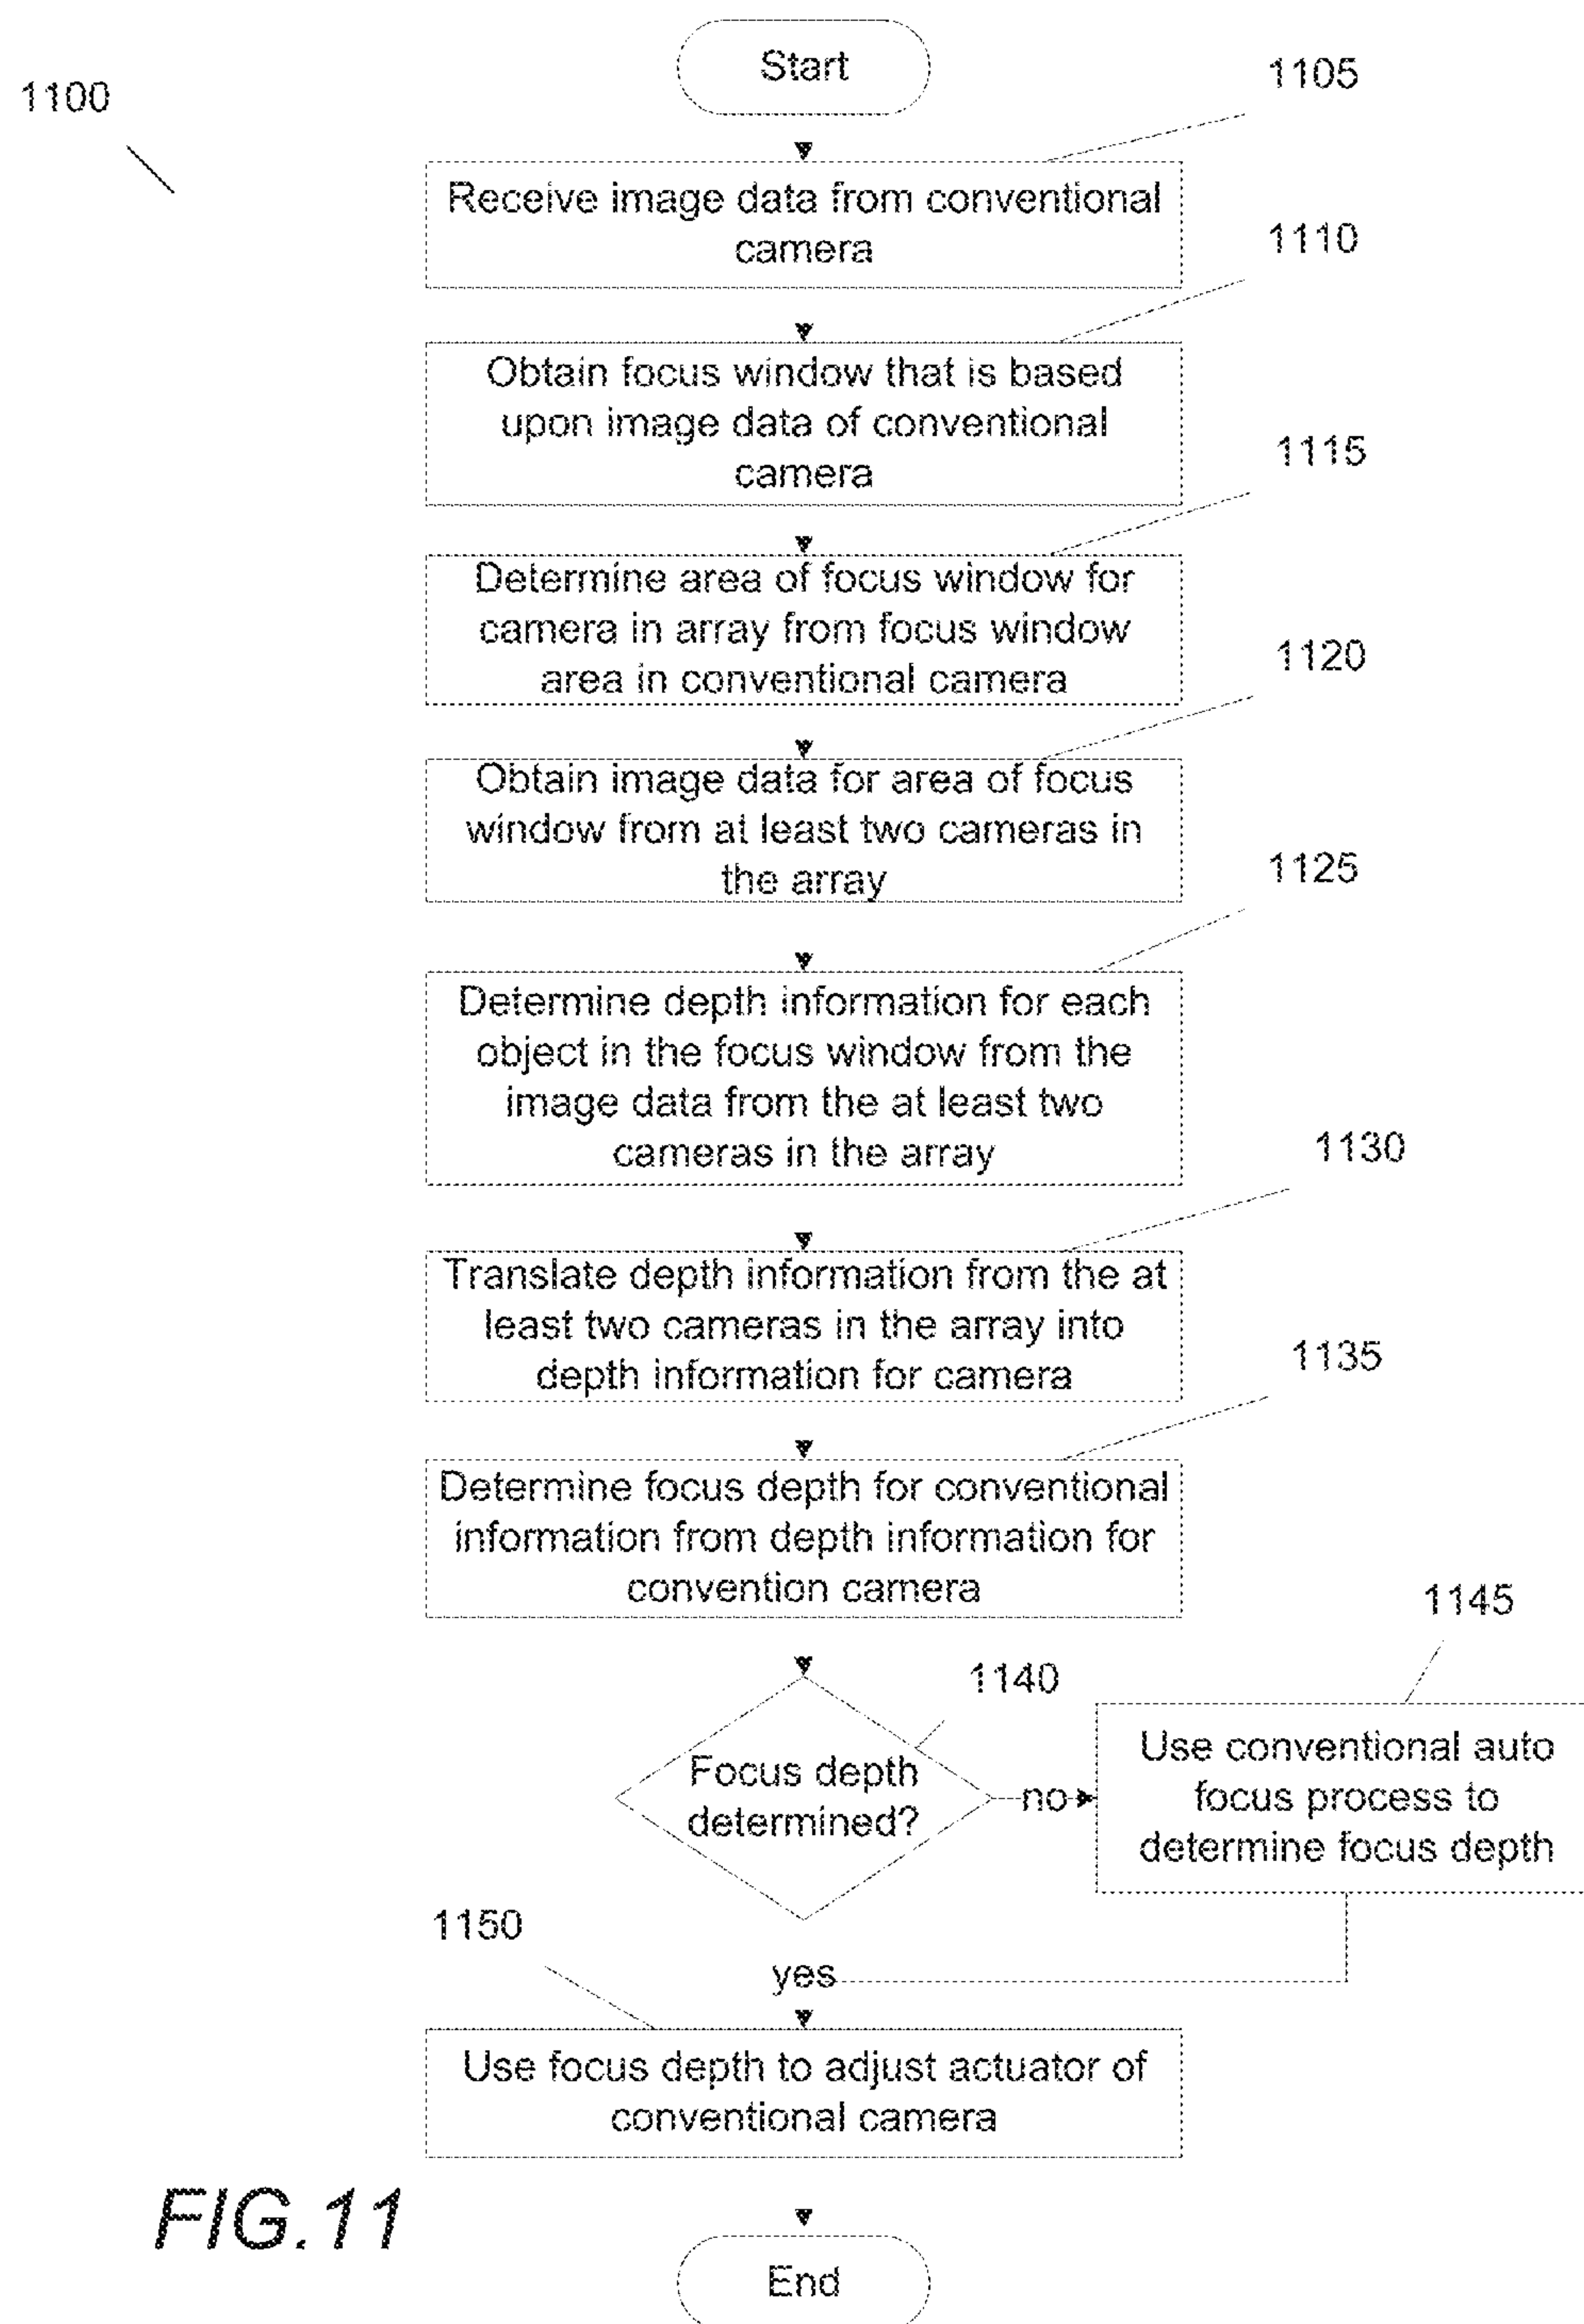 Start
1100
1105
Receive image data from conventional
camera
1110
Obtain focus window that is based
upon image data of conventional
camera
1115
Determine area of focus window for
camera in array from focus window
area in conventional camera
1120
Obtain image data for area of focus
window from at least two cameras in
the array
1125
Determine depth information for each
object in the focus window from the
image data from the at least two
cameras in the array
1130
Translate depth information from the at
least two cameras in the array into
depth information for camera
1135
Determine focus depth for conventional
information from depth information for
convention camera
1140
Focus depth
determined?
no
1145
Use conventional auto
focus process to
determine focus depth
1150
yes
Use focus depth to adjust actuator of
conventional camera
FIG.11
End